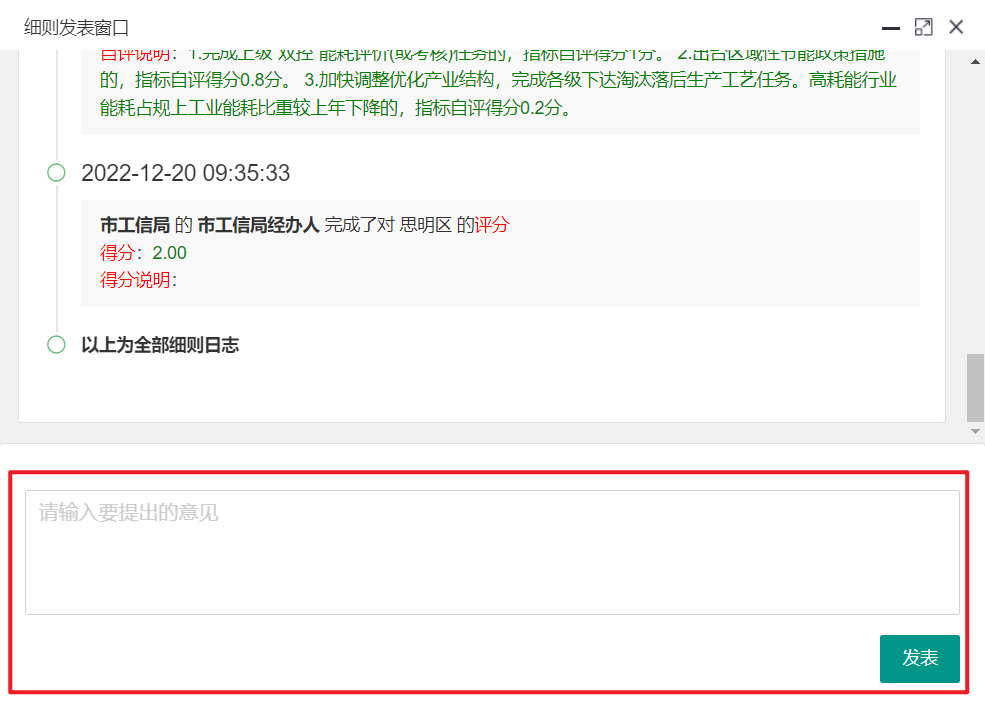 细则发表窗口
自评说明：1.完成上级"双控"能耗评价(或考核)任务的，指标自评得分1分。 2.出台区域性节能政策措施
的，指标自评得分0.8分。 3.加快调整优化产业结构，完成各级下达淘汰落后生产工艺任务。高耗能行业
能耗占规上工业能耗比重较上年下降的，指标自评得分0.2分。
2022-12-20 09:35:33
市工信局 的 市工信局经办人 完成了对 思明区 的评分
得分：2.00
得分说明：
以上为全部细则日志
请输入要提出的意见
发表